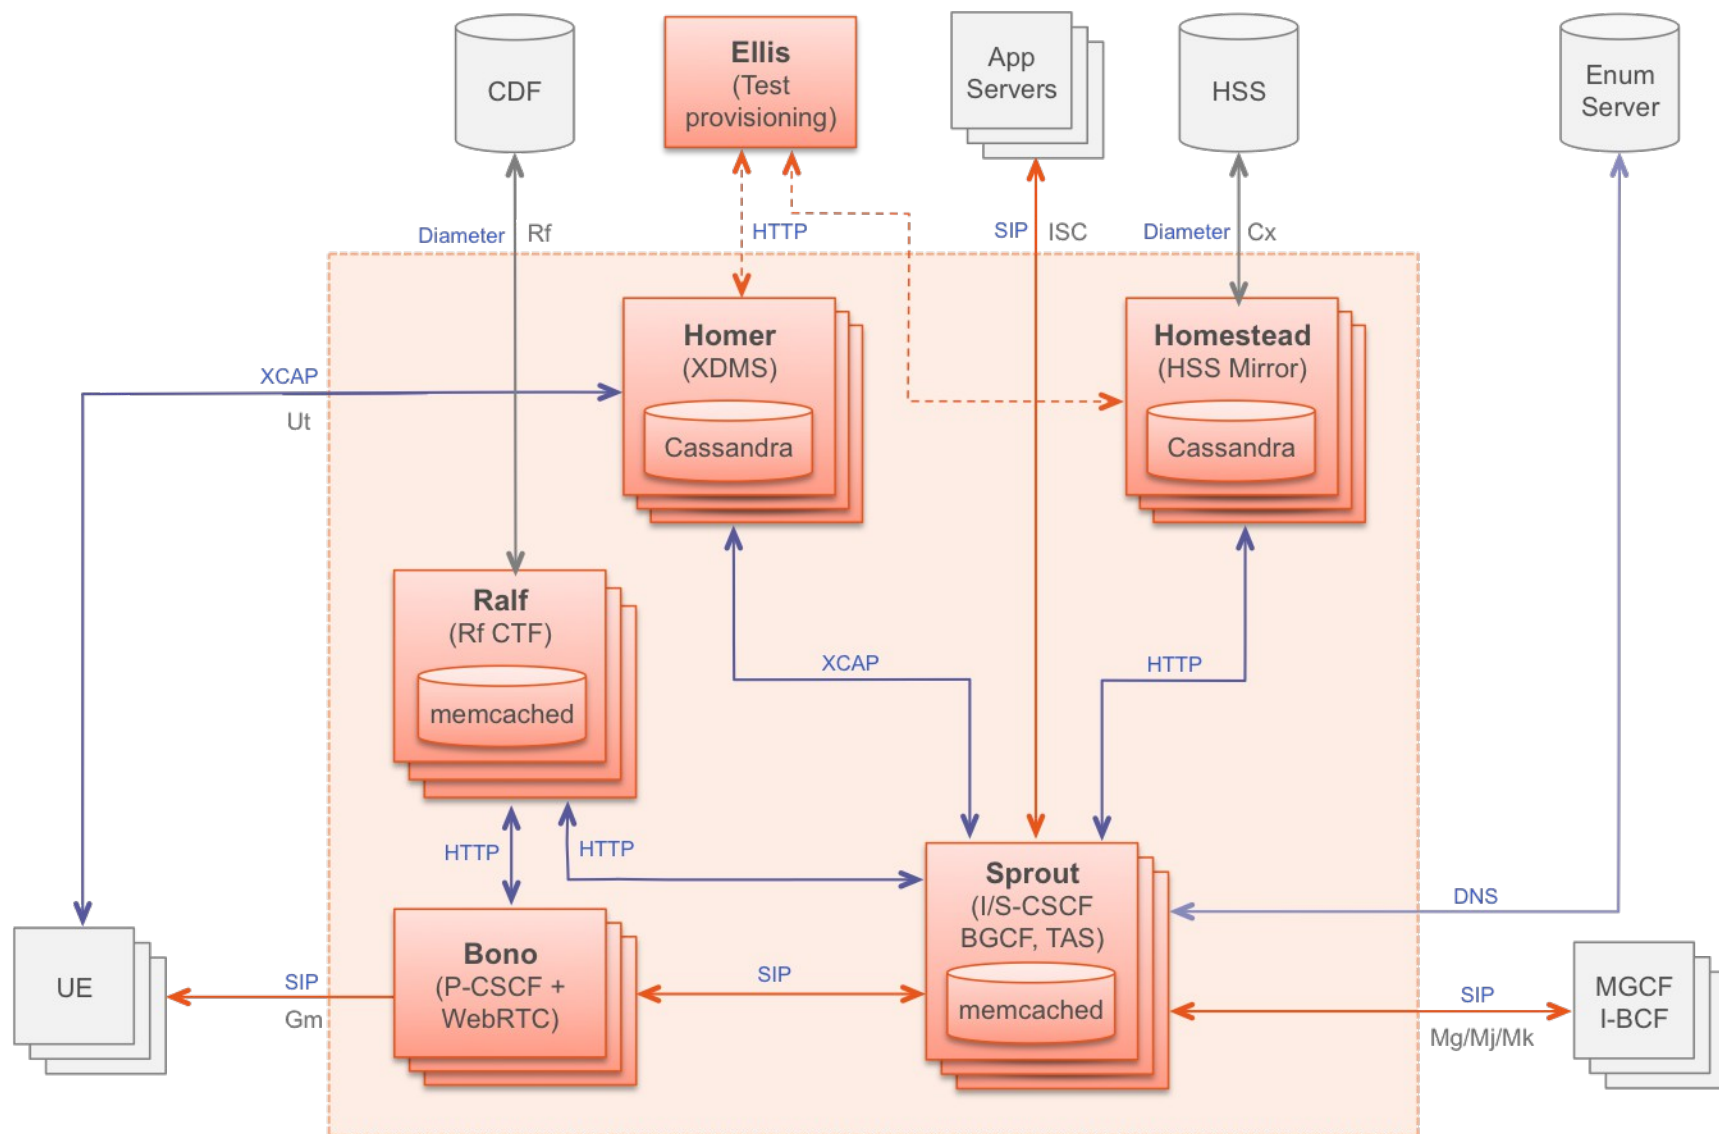 CDF
Ellis
(Test
provisioning)
App
Servers
HSS
Enum
Server
Diameter
Rf
HTTP
SIP
ISC
Diameter
Cx
Homer
(XDMS)
Cassandra
Homestead
(HSS Mirror)
Cassandra
XCAP
Ut
Ralf
(Rf CTF)
memcached
XCAP
HTTP
HTTP
HTTP
Sprout
(I/S-CSCF
BGCF, TAS)
memcached
DNS
Bono
(P-CSCF +
WebRTC)
UE
SIP
Gm
SIP
SIP
Mg/Mj/Mk
MGCF
I-BCF